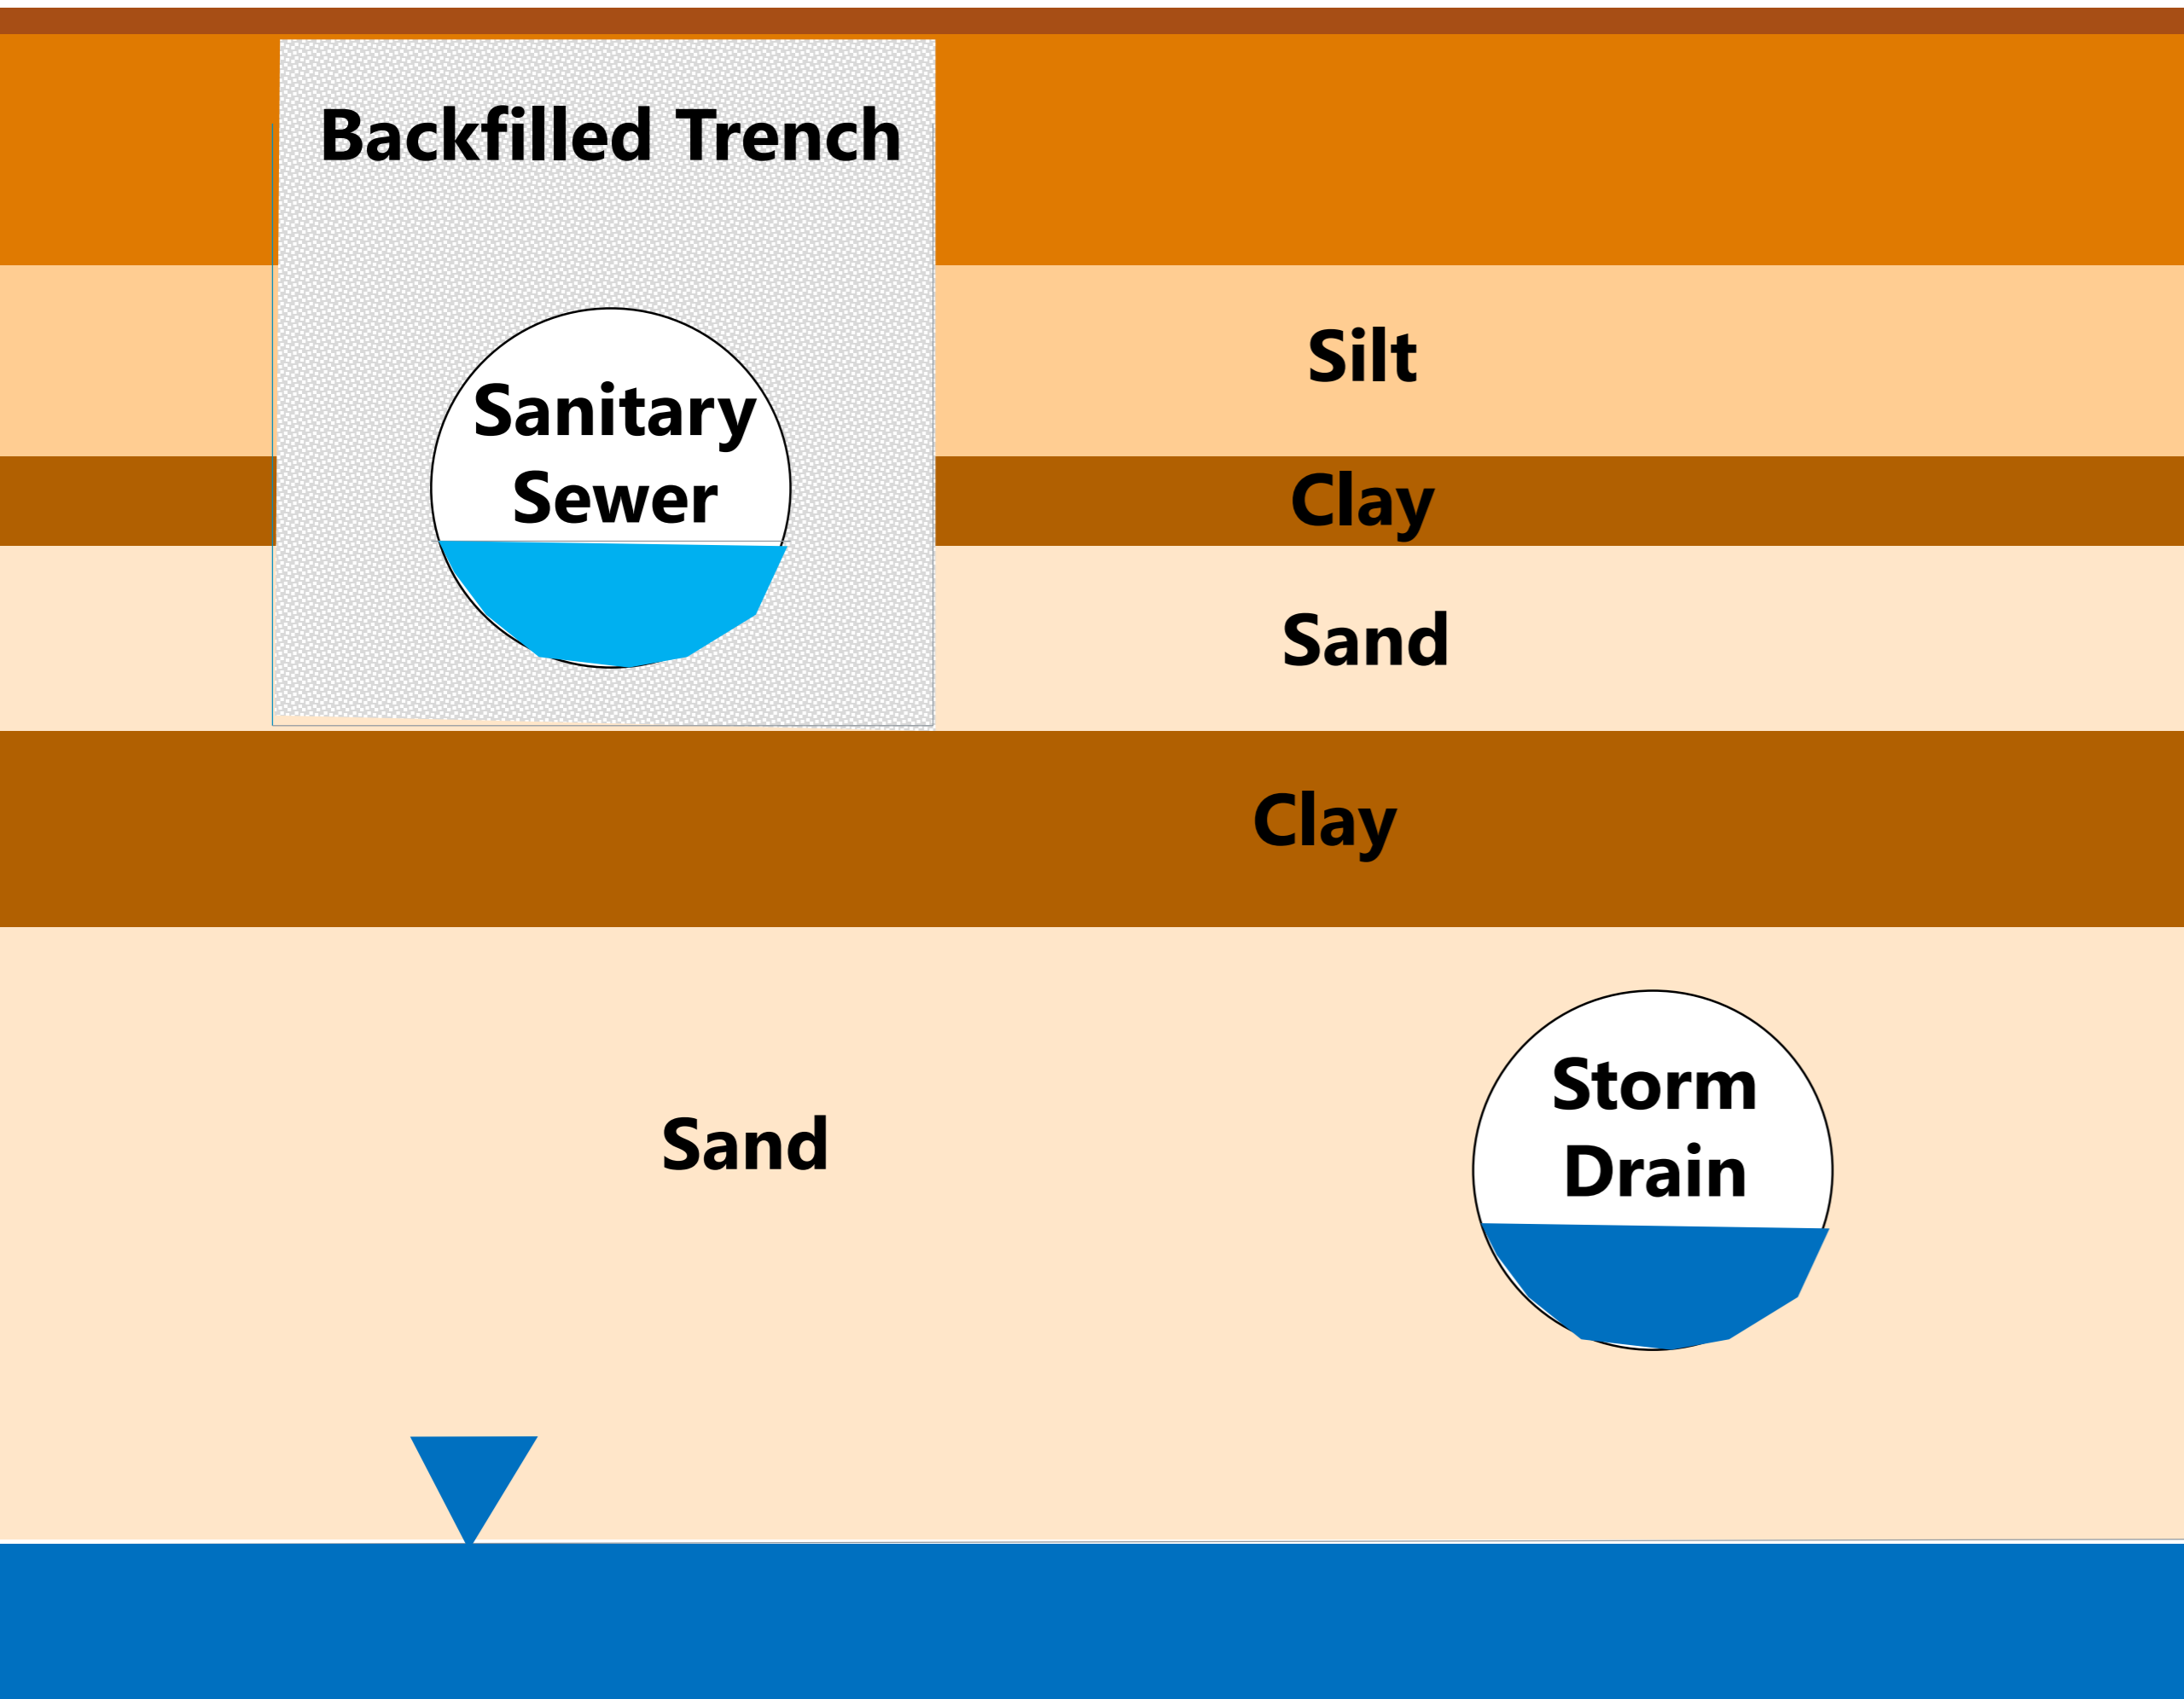 Backfilled Trench
Silt
Sanitary
Sewer
Clay
Sand
Clay
Storm
Drain
Sand